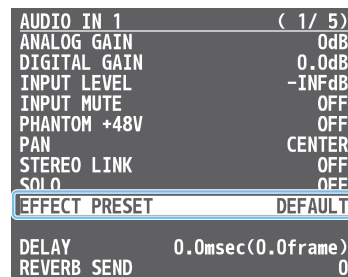 AUDIO IN 1 ( 1/ 5)
ANALOG GAIN 0dB
DIGITAL GAIN 0.0dB
INPUT LEVEL -INFdB
INPUT MUTE OFF
PHANTOM +48V OFF
PAN CENTER
STEREO LINK OFF
SOLO OFF
EFFECT PRESET DEFAULT
DELAY 0.0msec(0.0frame)
REVERB SEND 0